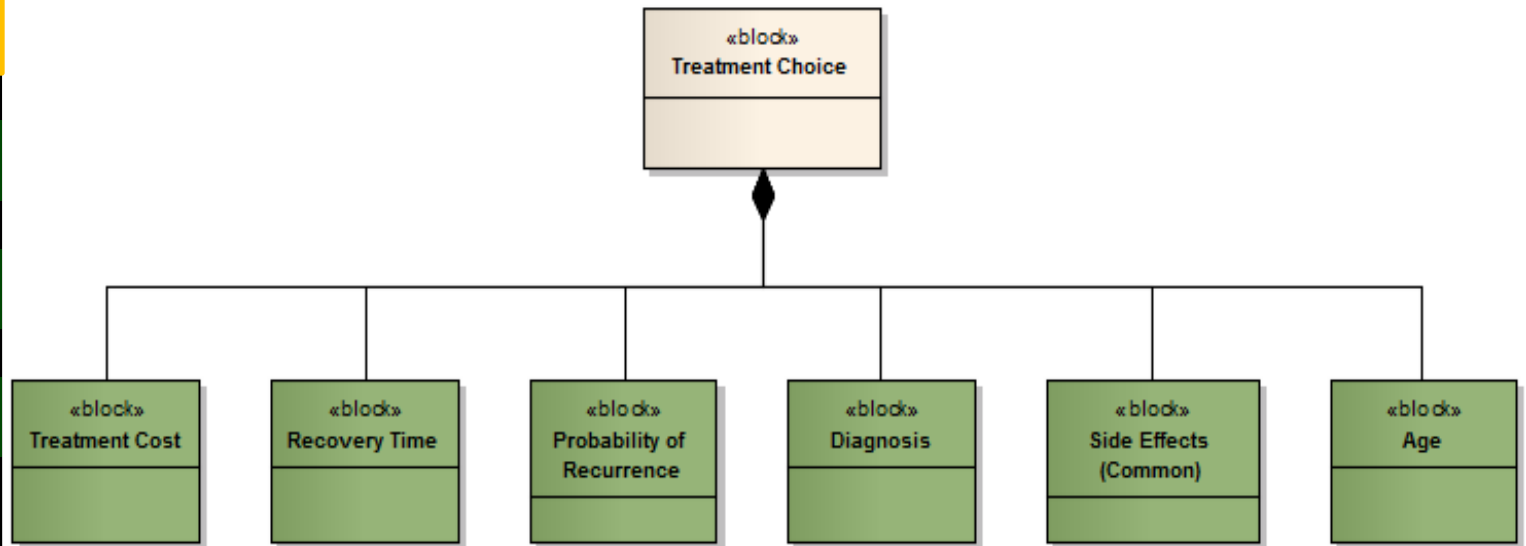 «block»
Treatment Choice
«block»
Treatment Cost
«block»
Recovery Time
«block»
Probability of
Recurrence
«block»
Diagnosis
«block»
Side Effects
(Common)
«block»
Age